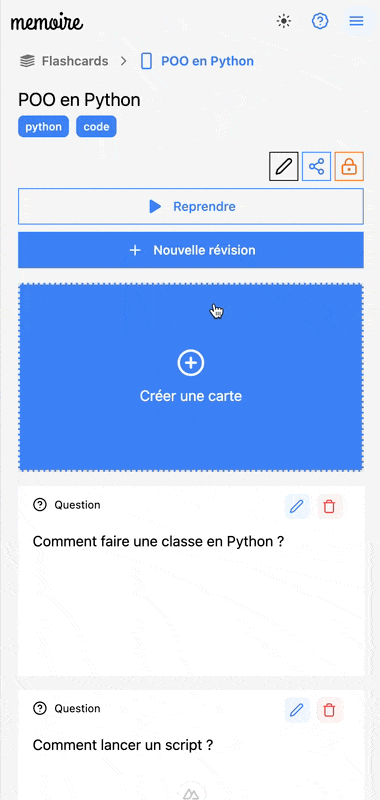 memoire
Flashcards > POO en Python
POO en Python
python code
Reprendre
Nouvelle révision
Créer une carte
Question
Comment faire une classe en Python ?
Question
Comment lancer un script ?